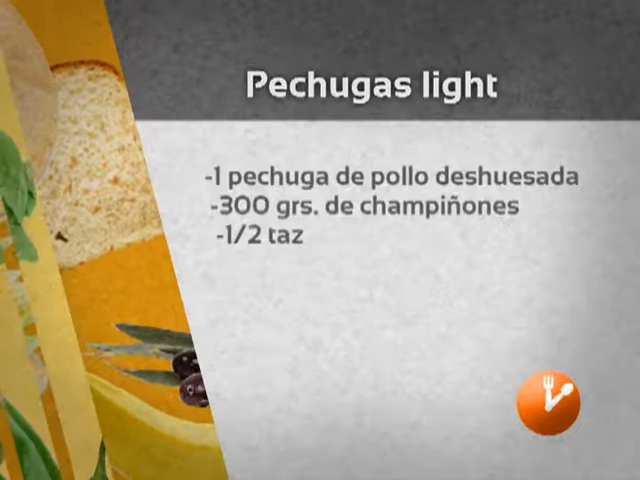 Pechugas light
-1 pechuga de pollo deshuesada
-300 grs. de champiñones
-1/2 taz